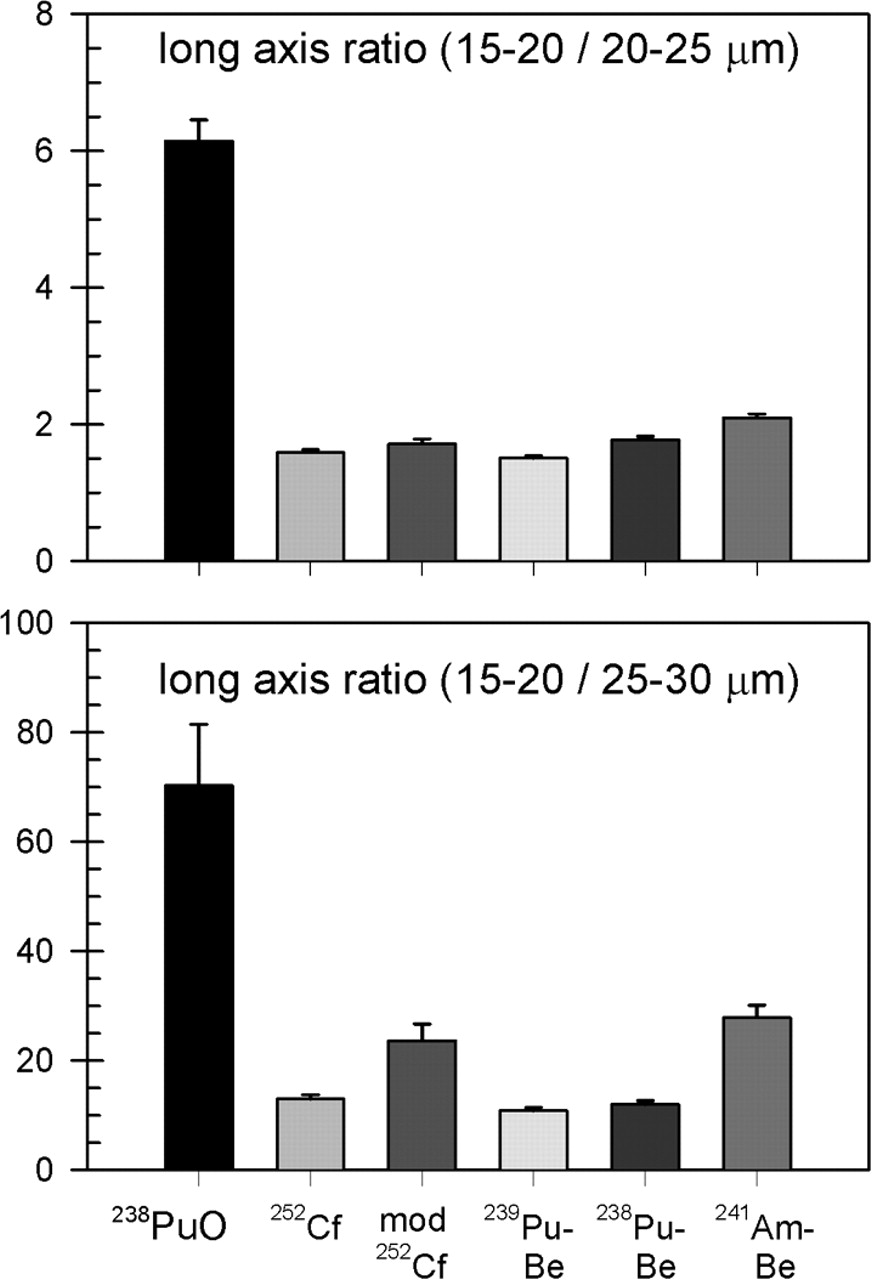 long axis ratio (15-20 / 20-25 μm)
8
6
4
2
0
long axis ratio (15-20 / 25-30 μm)
100
80
60
40
20
0
²³⁸PuO
²⁵²Cf
mod
²⁵²Cf
²³⁹Pu-
Be
²³⁸Pu-
Be
²⁴¹Am-
Be